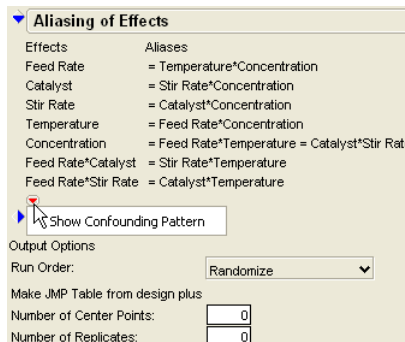 Aliasing of Effects
Effects Aliases
Feed Rate = Temperature*Concentration
Catalyst = Stir Rate*Concentration
Stir Rate = Catalyst*Concentration
Temperature = Feed Rate*Concentration
Concentration = Feed Rate*Temperature = Catalyst*Stir Rat
Feed Rate*Catalyst = Stir Rate*Temperature
Feed Rate*Stir Rate = Catalyst*Temperature
Show Confounding Pattern
Output Options
Run Order: Randomize
Make JMP Table from design plus
Number of Center Points: 0
Number of Replicates: 0